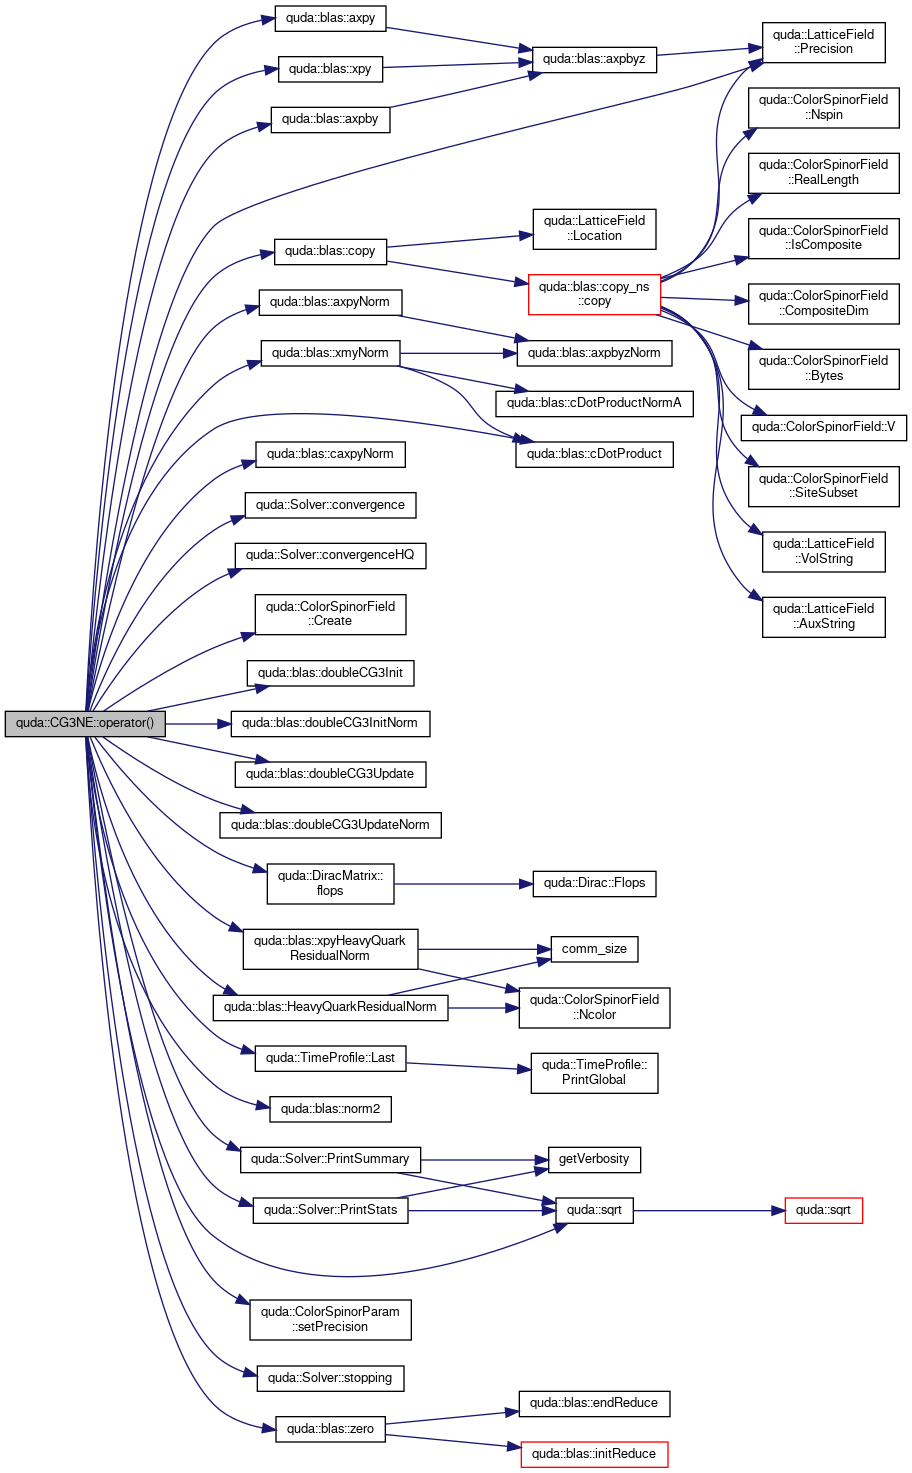 quda::CG3NE::operator()
quda::blas::axpy
quda::blas::xpy
quda::blas::axpby
quda::blas::copy
quda::blas::axpyNorm
quda::blas::xmyNorm
quda::blas::caxpyNorm
quda::Solver::convergence
quda::Solver::convergenceHQ
quda::ColorSpinorField
::Create
quda::blas::doubleCG3Init
quda::blas::doubleCG3InitNorm
quda::blas::doubleCG3Update
quda::blas::doubleCG3UpdateNorm
quda::DiracMatrix::
flops
quda::blas::xpyHeavyQuark
ResidualNorm
quda::blas::HeavyQuarkResidualNorm
quda::TimeProfile::Last
quda::blas::norm2
quda::Solver::PrintSummary
quda::Solver::PrintStats
quda::ColorSpinorParam
::setPrecision
quda::Solver::stopping
quda::blas::zero
quda::blas::axpbyz
quda::LatticeField
::Location
quda::blas::copy_ns
::copy
quda::blas::axpbyzNorm
quda::blas::cDotProductNormA
quda::blas::cDotProduct
quda::Dirac::Flops
comm_size
quda::ColorSpinorField
::Ncolor
quda::TimeProfile::
PrintGlobal
getVerbosity
quda::sqrt
quda::blas::endReduce
quda::blas::initReduce
quda::LatticeField
::Precision
quda::ColorSpinorField
::Nspin
quda::ColorSpinorField
::RealLength
quda::ColorSpinorField
::IsComposite
quda::ColorSpinorField
::CompositeDim
quda::ColorSpinorField
::Bytes
quda::ColorSpinorField::V
quda::ColorSpinorField
::SiteSubset
quda::LatticeField
::VolString
quda::LatticeField
::AuxString
quda::sqrt